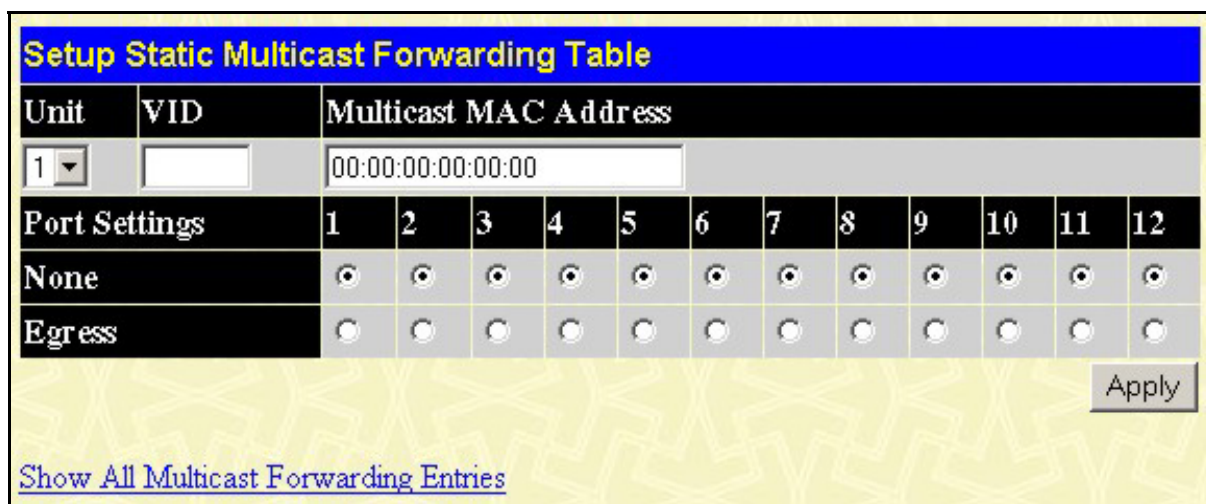 Setup Static Multicast Forwarding Table
Unit VID Multicast MAC Address
1 00:00:00:00:00:00
Port Settings 1 2 3 4 5 6 7 8 9 10 11 12
None
Egress
Apply
Show All Multicast Forwarding Entries